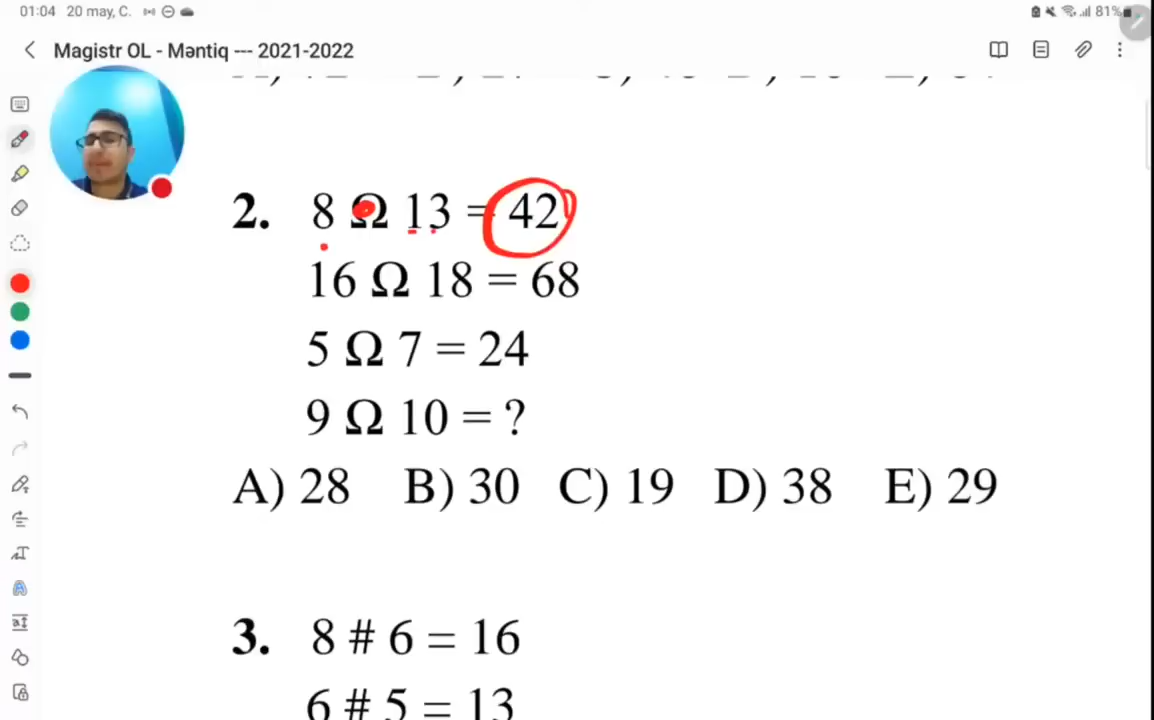 01:04 20 may, C. 81%
Magistr OL - Məntiq --- 2021-2022
2. 8 Ω 13 = 42
16 Ω 18 = 68
5 Ω 7 = 24
9 Ω 10 = ?
A) 28 B) 30 C) 19 D) 38 E) 29
3. 8 # 6 = 16
6 # 5 = 13